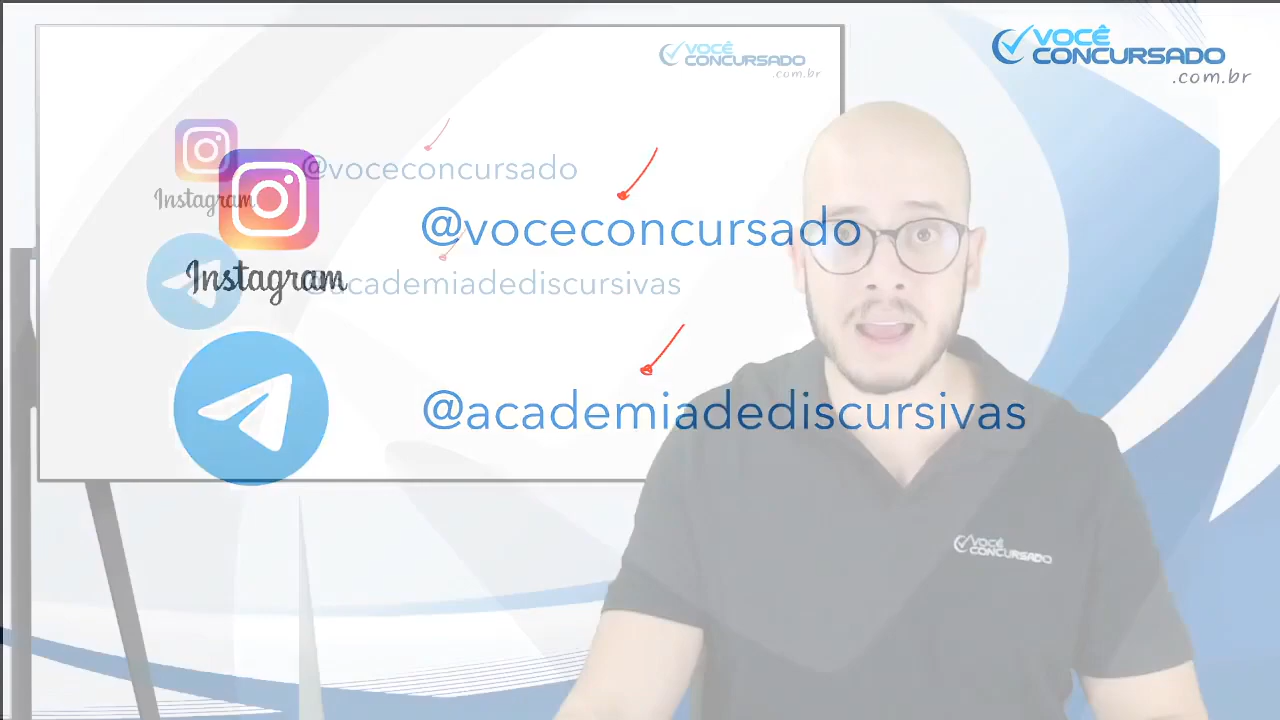 VOCÊ
CONCURSADO
.com.br
VOCÊ
CONCURSADO
.com.br
@voceconcursado
Instagram
@voceconcursado
Instagram
@academiadediscursivas
@academiadediscursivas
VOCÊ
CONCURSADO